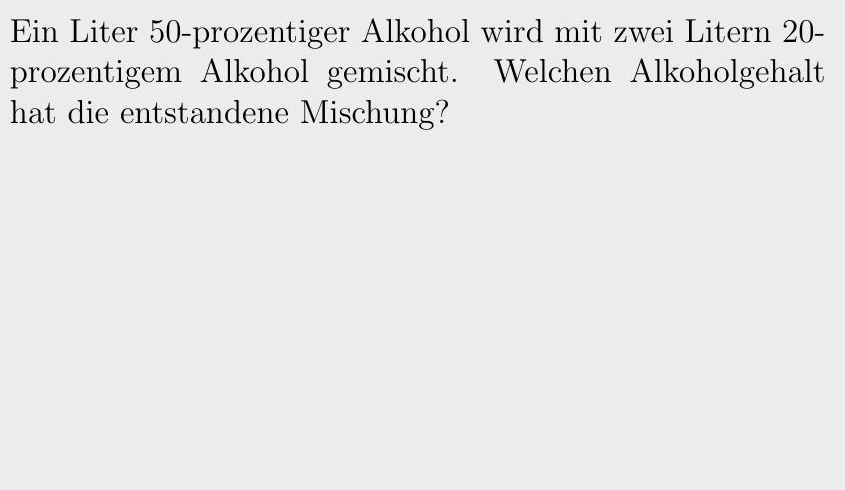 Ein Liter 50-prozentiger Alkohol wird mit zwei Litern 20-
prozentigem Alkohol gemischt. Welchen Alkoholgehalt
hat die entstandene Mischung?